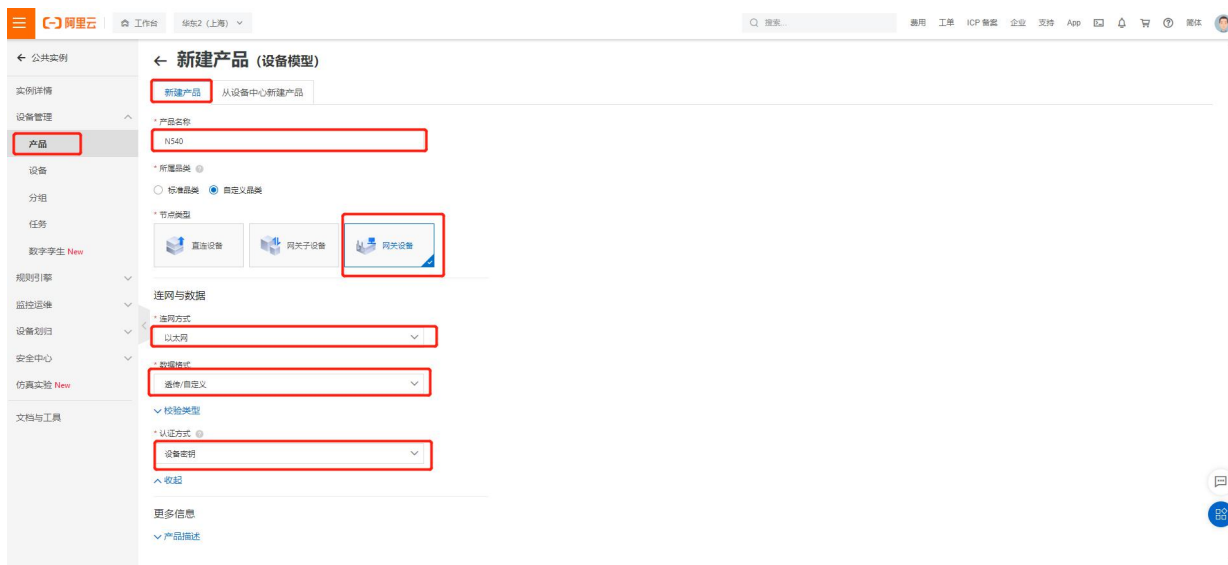 阿里云 工作台 华东2（上海） 搜索... 费用 工单 ICP 备案 企业 支持 App 简体
← 公共实例
实例详情
设备管理
产品
设备
分组
任务
数字孪生 New
规则引擎
监控运维
设备划归
安全中心
仿真实验 New
文档与工具
← 新建产品（设备模型）
新建产品 从设备中心新建产品
* 产品名称
N540
* 所属品类
标准品类 自定义品类
* 节点类型
直连设备 网关子设备 网关设备
连网与数据
* 连网方式
以太网
* 数据格式
透传/自定义
校验类型
* 认证方式
设备密钥
收起
更多信息
产品描述